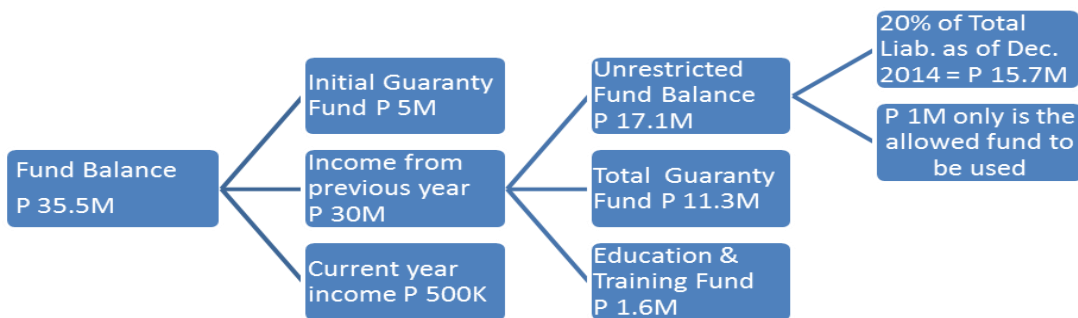 Fund Balance
P 35.5M
Initial Guaranty
Fund P 5M
Income from
previous year
P 30M
Current year
income P 500K
Unrestricted
Fund Balance
P 17.1M
Total Guaranty
Fund P 11.3M
Education &
Training Fund
P 1.6M
20% of Total
Liab. as of Dec.
2014 = P 15.7M
P 1M only is the
allowed fund to
be used